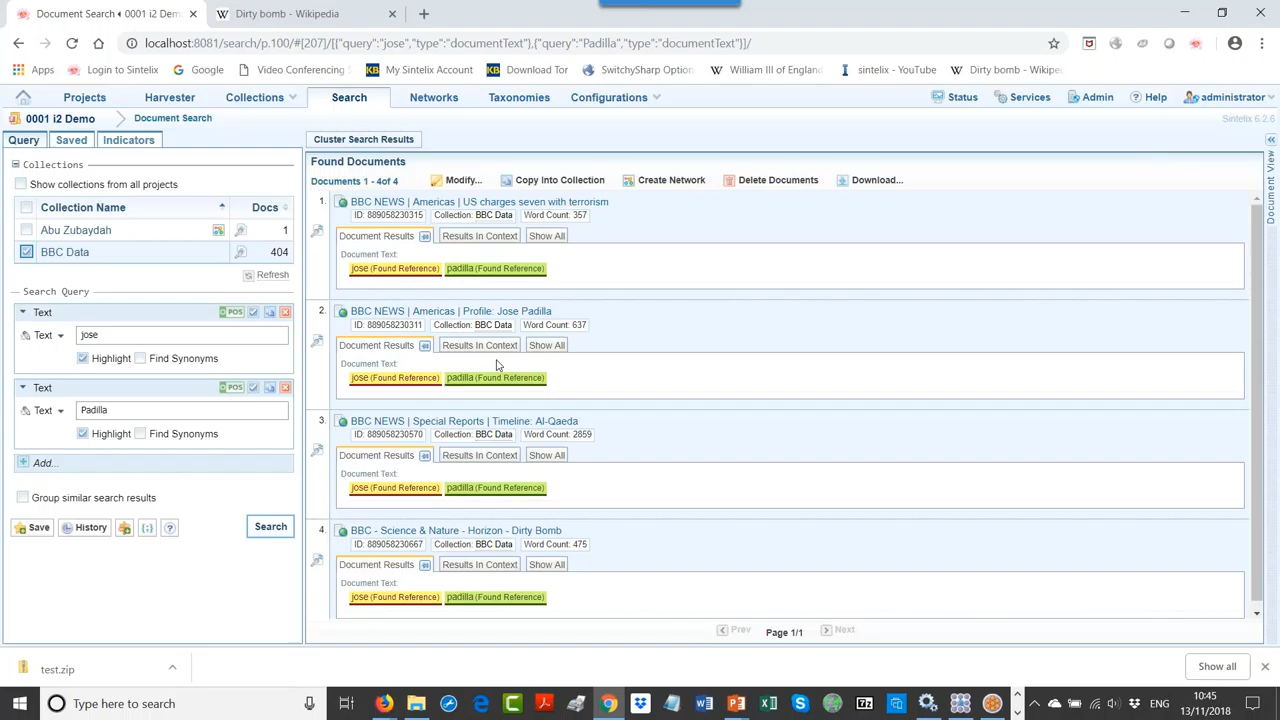 Document Search ⏴ 0001 i2 Dem
Dirty bomb - Wikipedia
localhost:8081/search/p.100/#[207]/[[{"query":"jose","type":"documentText"},{"query":"Padilla","type":"documentText"}]]/
Apps
Login to Sintelix
Google
Video Conferencing
My Sintelix Account
Download Tor
SwitchySharp Option
William III of England
sintelix - YouTube
Dirty bomb - Wikipe
Projects
Harvester
Collections
Search
Networks
Taxonomies
Configurations
Status
Services
Admin
Help
administrator
0001 i2 Demo
Document Search
Sintelix 6.2.6
Query
Saved
Indicators
Collections
Show collections from all projects
Collection Name
Docs
Abu Zubaydah
1
BBC Data
404
Refresh
Search Query
Text
POS
Text
jose
Highlight
Find Synonyms
Text
POS
Text
Padilla
Highlight
Find Synonyms
Add...
Group similar search results
Save
History
Search
Cluster Search Results
Found Documents
Documents 1 - 4of 4
Modify...
Copy Into Collection
Create Network
Delete Documents
Download...
Document View
1.
BBC NEWS | Americas | US charges seven with terrorism
ID: 889058230315
Collection: BBC Data
Word Count: 357
Document Results
Results In Context
Show All
Document Text:
jose (Found Reference)
padilla (Found Reference)
2.
BBC NEWS | Americas | Profile: Jose Padilla
ID: 889058230311
Collection: BBC Data
Word Count: 637
Document Results
Results In Context
Show All
Document Text:
jose (Found Reference)
padilla (Found Reference)
3.
BBC NEWS | Special Reports | Timeline: Al-Qaeda
ID: 889058230570
Collection: BBC Data
Word Count: 2859
Document Results
Results In Context
Show All
Document Text:
jose (Found Reference)
padilla (Found Reference)
4.
BBC - Science & Nature - Horizon - Dirty Bomb
ID: 889058230667
Collection: BBC Data
Word Count: 475
Document Results
Results In Context
Show All
Document Text:
jose (Found Reference)
padilla (Found Reference)
Prev
Page 1/1
Next
test.zip
Show all
Type here to search
ENG
10:45
13/11/2018